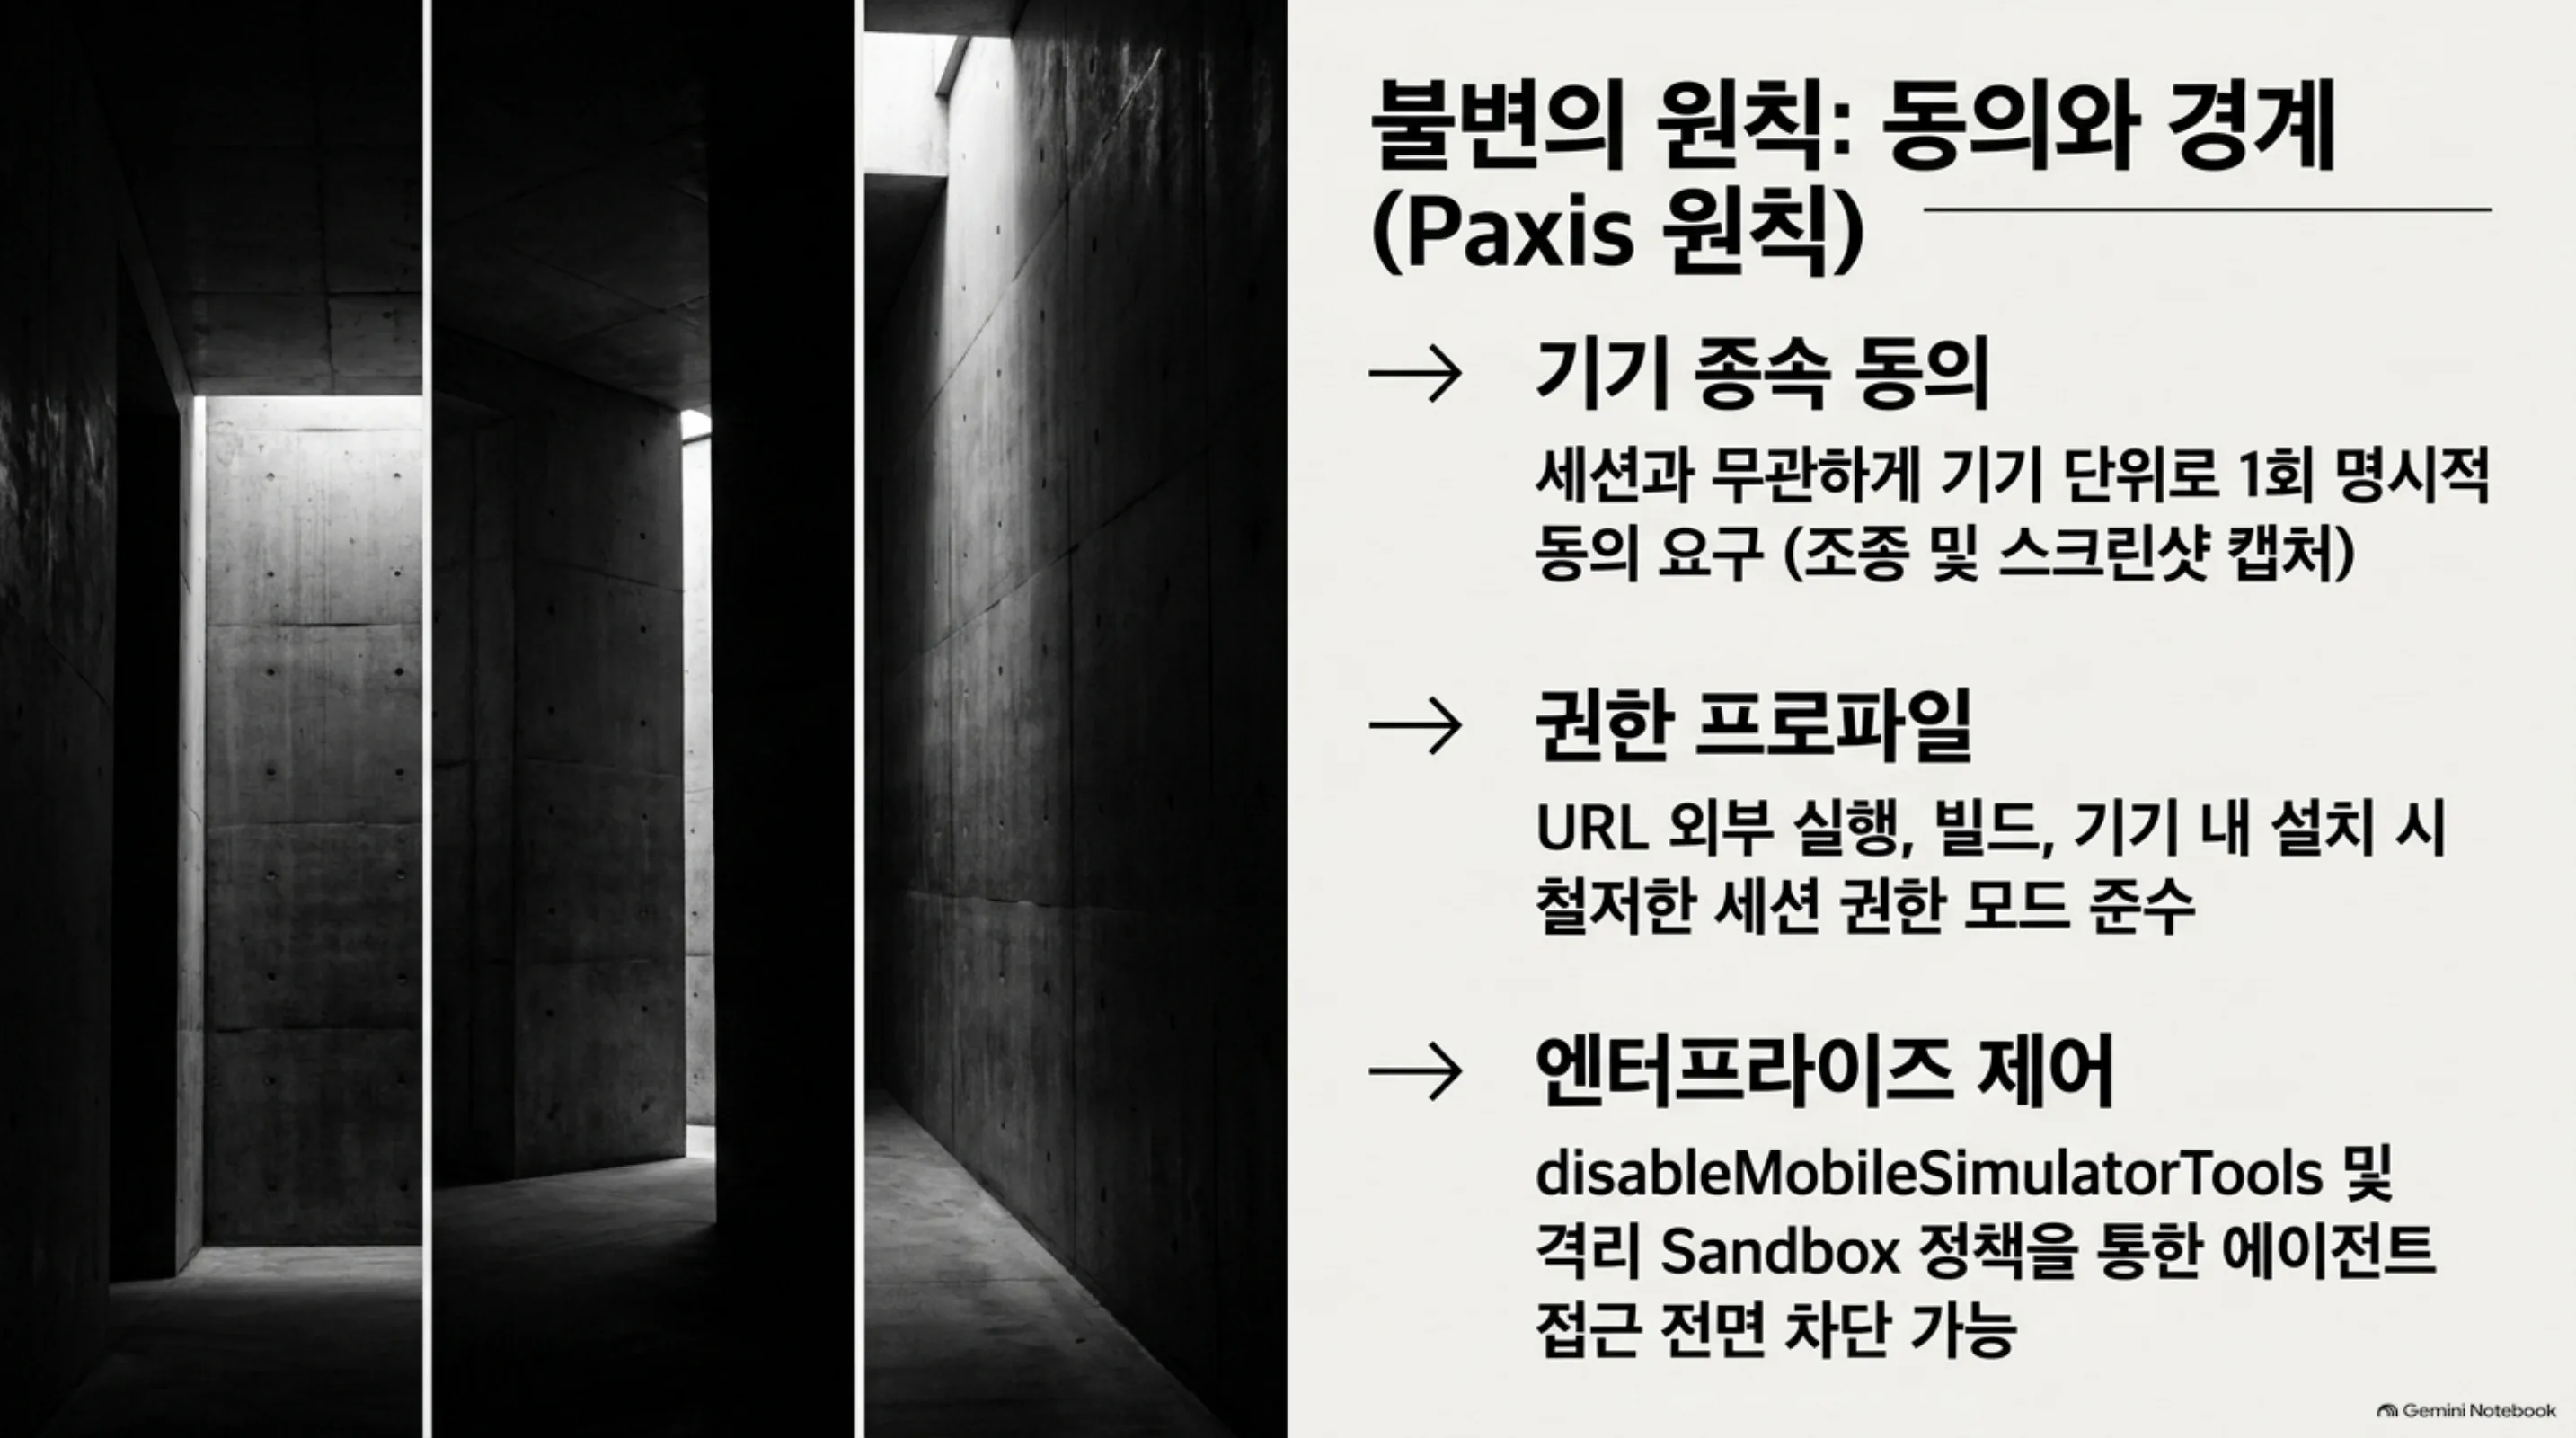 불변의 원칙: 동의와 경계
(Paxis 원칙)
→ 기기 종속 동의
세션과 무관하게 기기 단위로 1회 명시적
동의 요구 (조종 및 스크린샷 캡처)
→ 권한 프로파일
URL 외부 실행, 빌드, 기기 내 설치 시
철저한 세션 권한 모드 준수
→ 엔터프라이즈 제어
disableMobileSimulatorTools 및
격리 Sandbox 정책을 통한 에이전트
접근 전면 차단 가능
Gemini Notebook